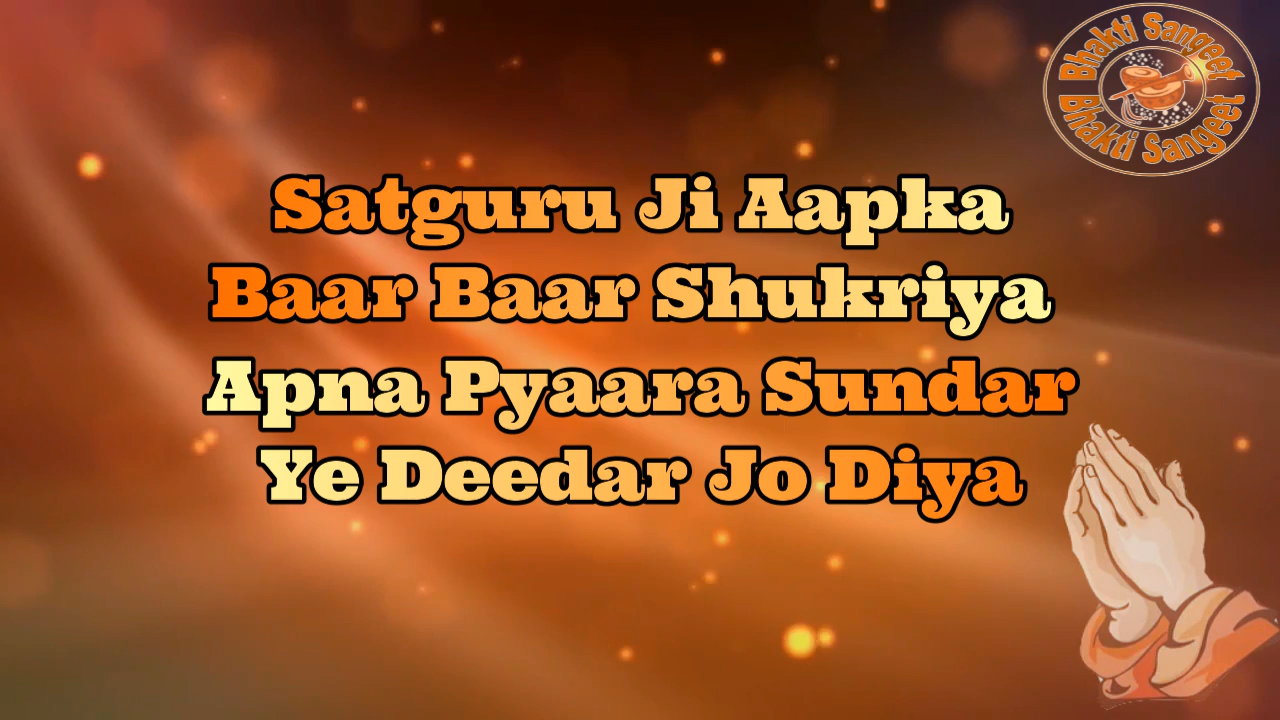 Bhakti Sangeet
Bhakti Sangeet
Satguru Ji Aapka
Baar Baar Shukriya
Apna Pyaara Sundar
Ye Deedar Jo Diya